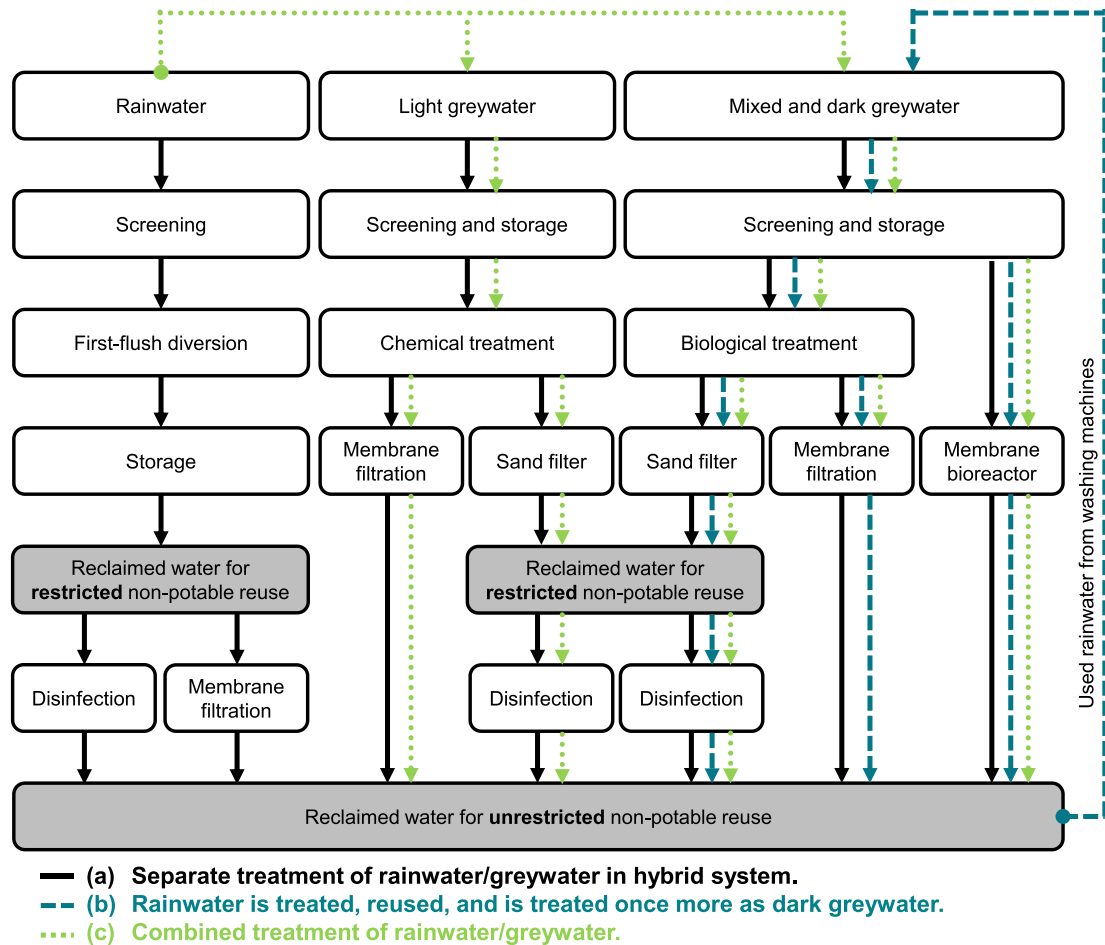 Rainwater
Light greywater
Mixed and dark greywater
Screening
Screening and storage
Screening and storage
First-flush diversion
Chemical treatment
Biological treatment
Storage
Membrane
filtration
Sand filter
Sand filter
Membrane
filtration
Membrane
bioreactor
Reclaimed water for
restricted non-potable reuse
Reclaimed water for
restricted non-potable reuse
Disinfection
Membrane
filtration
Disinfection
Disinfection
Used rainwater from washing machines
Reclaimed water for unrestricted non-potable reuse
(a) Separate treatment of rainwater/greywater in hybrid system.
(b) Rainwater is treated, reused, and is treated once more as dark greywater.
(c) Combined treatment of rainwater/greywater.